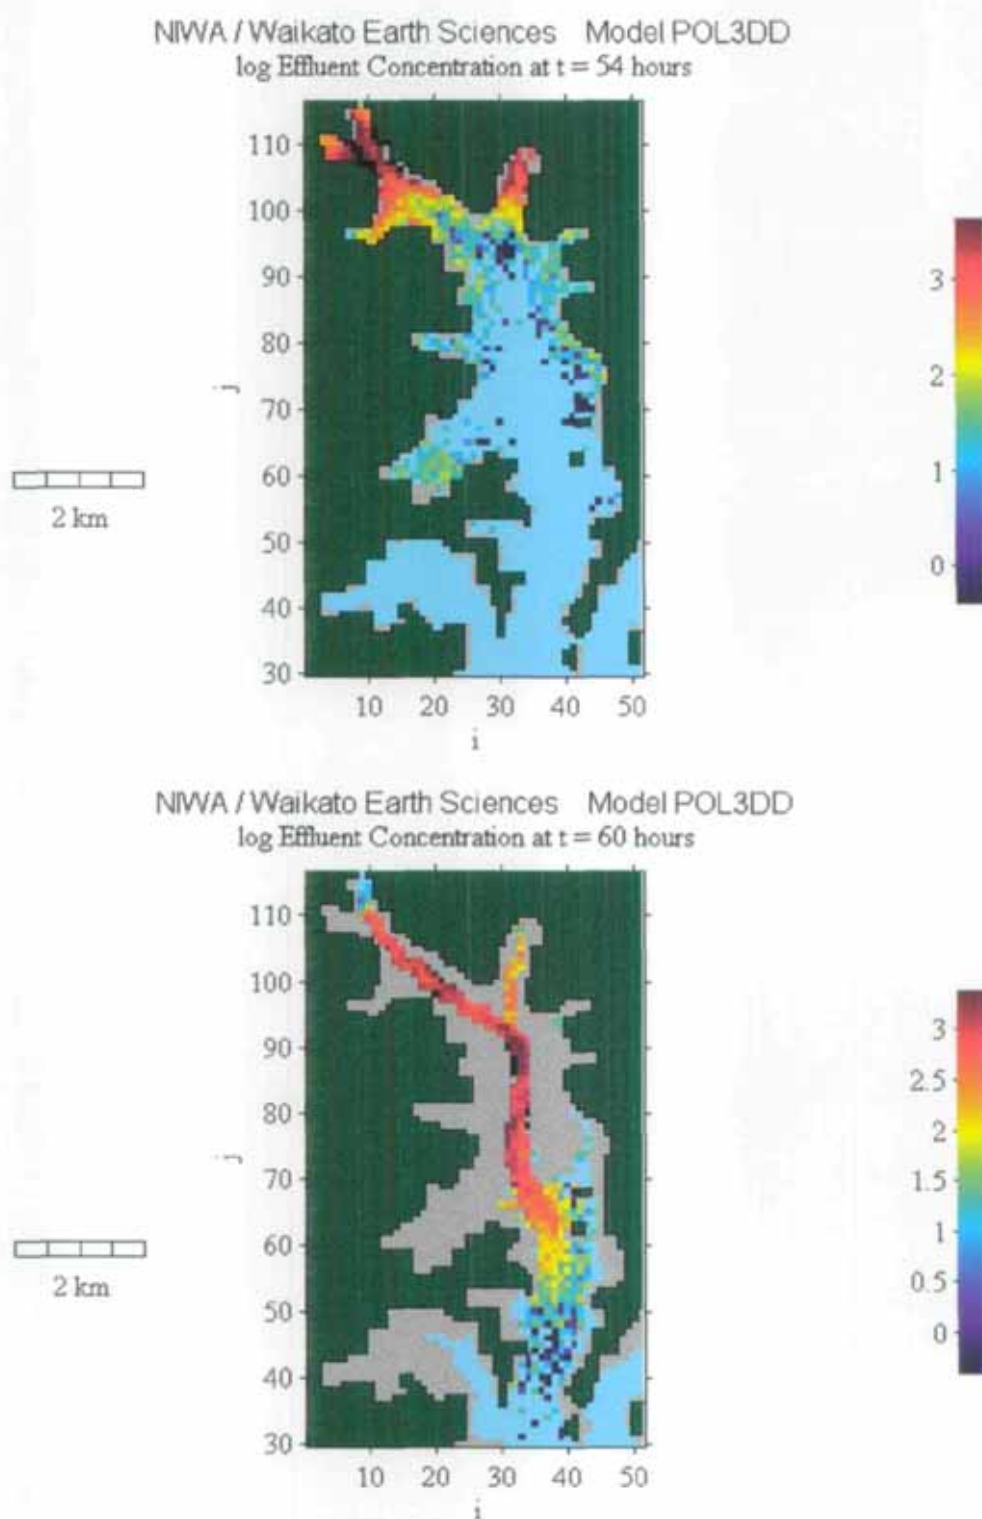 NIWA / Waikato Earth Sciences Model POL3DD
log Effluent Concentration at t = 54 hours
110
100
90
80
70
60
50
40
30
j
10 20 30 40 50
i
2 km
3
2
1
0
NIWA / Waikato Earth Sciences Model POL3DD
log Effluent Concentration at t = 60 hours
110
100
90
80
70
60
50
40
30
j
10 20 30 40 50
i
2 km
3
2.5
2
1.5
1
0.5
0